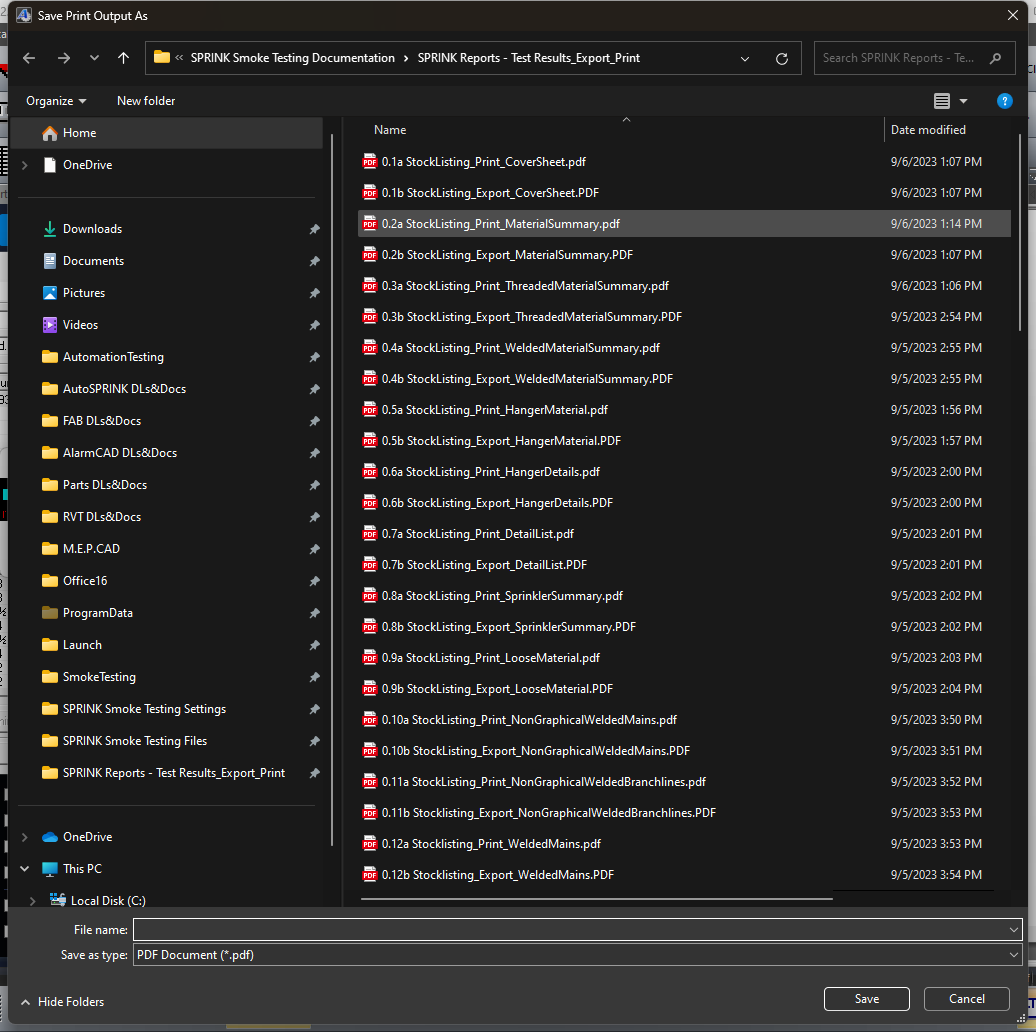 Save Print Output As
« SPRINK Smoke Testing Documentation › SPRINK Reports - Test Results_Export_Print
Search SPRINK Reports - Te...
Organize
New folder
?
Home
OneDrive
Downloads
Documents
Pictures
Videos
AutomationTesting
AutoSPRINK DLs&Docs
FAB DLs&Docs
AlarmCAD DLs&Docs
Parts DLs&Docs
RVT DLs&Docs
M.E.P.CAD
Office16
ProgramData
Launch
SmokeTesting
SPRINK Smoke Testing Settings
SPRINK Smoke Testing Files
SPRINK Reports - Test Results_Export_Print
OneDrive
This PC
Local Disk (C:)
Name Date modified
0.1a StockListing_Print_CoverSheet.pdf 9/6/2023 1:07 PM
0.1b StockListing_Export_CoverSheet.PDF 9/6/2023 1:07 PM
0.2a StockListing_Print_MaterialSummary.pdf 9/6/2023 1:14 PM
0.2b StockListing_Export_MaterialSummary.PDF 9/6/2023 1:07 PM
0.3a StockListing_Print_ThreadedMaterialSummary.pdf 9/6/2023 1:06 PM
0.3b StockListing_Export_ThreadedMaterialSummary.PDF 9/5/2023 2:54 PM
0.4a StockListing_Print_WeldedMaterialSummary.pdf 9/5/2023 2:55 PM
0.4b StockListing_Export_WeldedMaterialSummary.PDF 9/5/2023 2:55 PM
0.5a StockListing_Print_HangerMaterial.pdf 9/5/2023 1:56 PM
0.5b StockListing_Export_HangerMaterial.PDF 9/5/2023 1:57 PM
0.6a StockListing_Print_HangerDetails.pdf 9/5/2023 2:00 PM
0.6b StockListing_Export_HangerDetails.PDF 9/5/2023 2:00 PM
0.7a StockListing_Print_DetailList.pdf 9/5/2023 2:01 PM
0.7b StockListing_Export_DetailList.PDF 9/5/2023 2:01 PM
0.8a StockListing_Print_SprinklerSummary.pdf 9/5/2023 2:02 PM
0.8b StockListing_Export_SprinklerSummary.PDF 9/5/2023 2:02 PM
0.9a StockListing_Print_LooseMaterial.pdf 9/5/2023 2:03 PM
0.9b StockListing_Export_LooseMaterial.PDF 9/5/2023 2:04 PM
0.10a StockListing_Print_NonGraphicalWeldedMains.pdf 9/5/2023 3:50 PM
0.10b StockListing_Export_NonGraphicalWeldedMains.PDF 9/5/2023 3:51 PM
0.11a StockListing_Print_NonGraphicalWeldedBranchlines.pdf 9/5/2023 3:52 PM
0.11b Stocklisting_Export_NonGraphicalWeldedBranchlines.PDF 9/5/2023 3:53 PM
0.12a Stocklisting_Print_WeldedMains.pdf 9/5/2023 3:53 PM
0.12b Stocklisting_Export_WeldedMains.PDF 9/5/2023 3:54 PM
File name:
Save as type: PDF Document (*.pdf)
Hide Folders
Save
Cancel